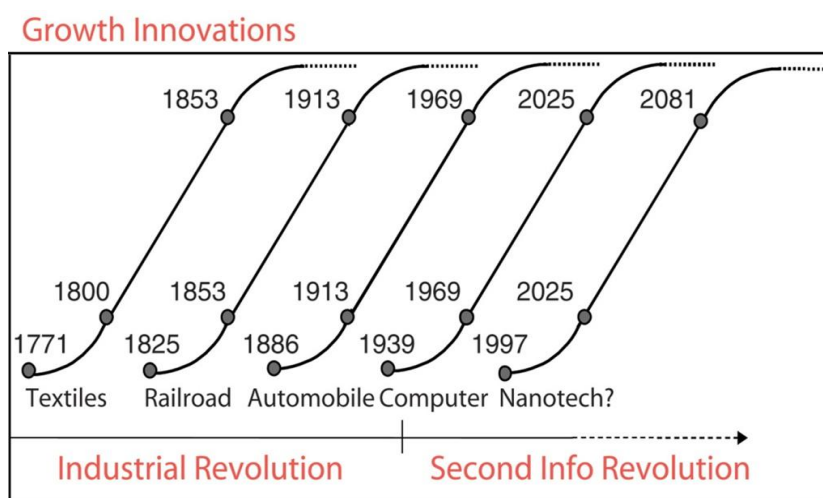 Growth Innovations
1853 1913 1969 2025 2081
1800 1853 1913 1969 2025
1771 1825 1886 1939 1997
Textiles Railroad Automobile Computer Nanotech?
Industrial Revolution Second Info Revolution